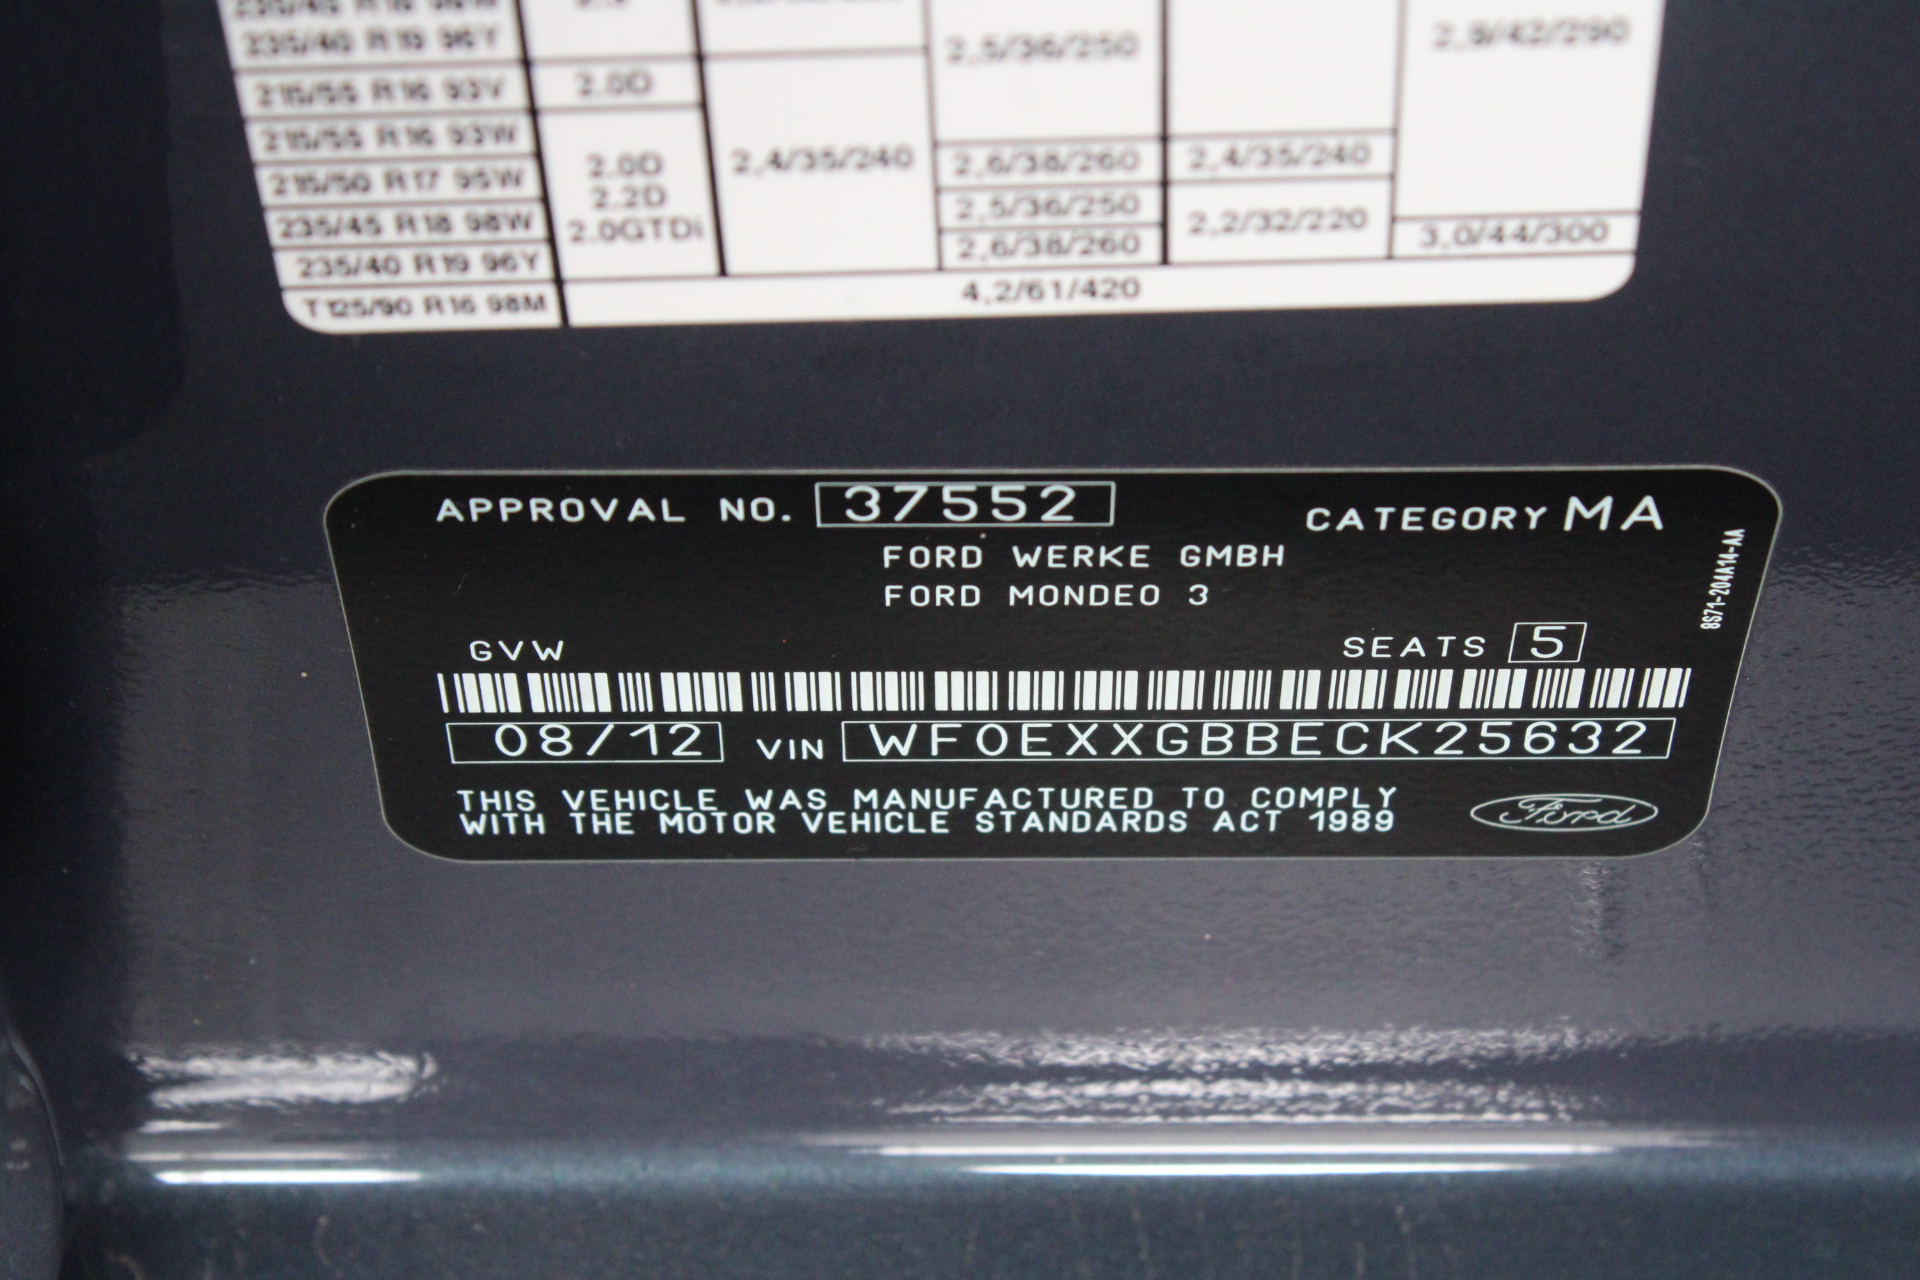 235/40 R19 96Y
2,5/36/250
2,9/42/290
215/55 R16 93V
2.0D
215/55 R16 93W
2.0D
2,4/35/240
2,6/38/260
2,4/35/240
215/50 R17 95W
2.2D
2,5/36/250
2,2/32/220
235/45 R18 98W
2.0GTDi
2,6/38/260
3,0/44/300
235/40 R19 96Y
T125/90 R16 98M
4,2/61/420
APPROVAL NO. 37552
CATEGORY MA
FORD WERKE GMBH
FORD MONDEO 3
8S71-204A14-AA
GVW
SEATS 5
08/12 VIN WF0EXXGBBECK25632
THIS VEHICLE WAS MANUFACTURED TO COMPLY
WITH THE MOTOR VEHICLE STANDARDS ACT 1989
Ford